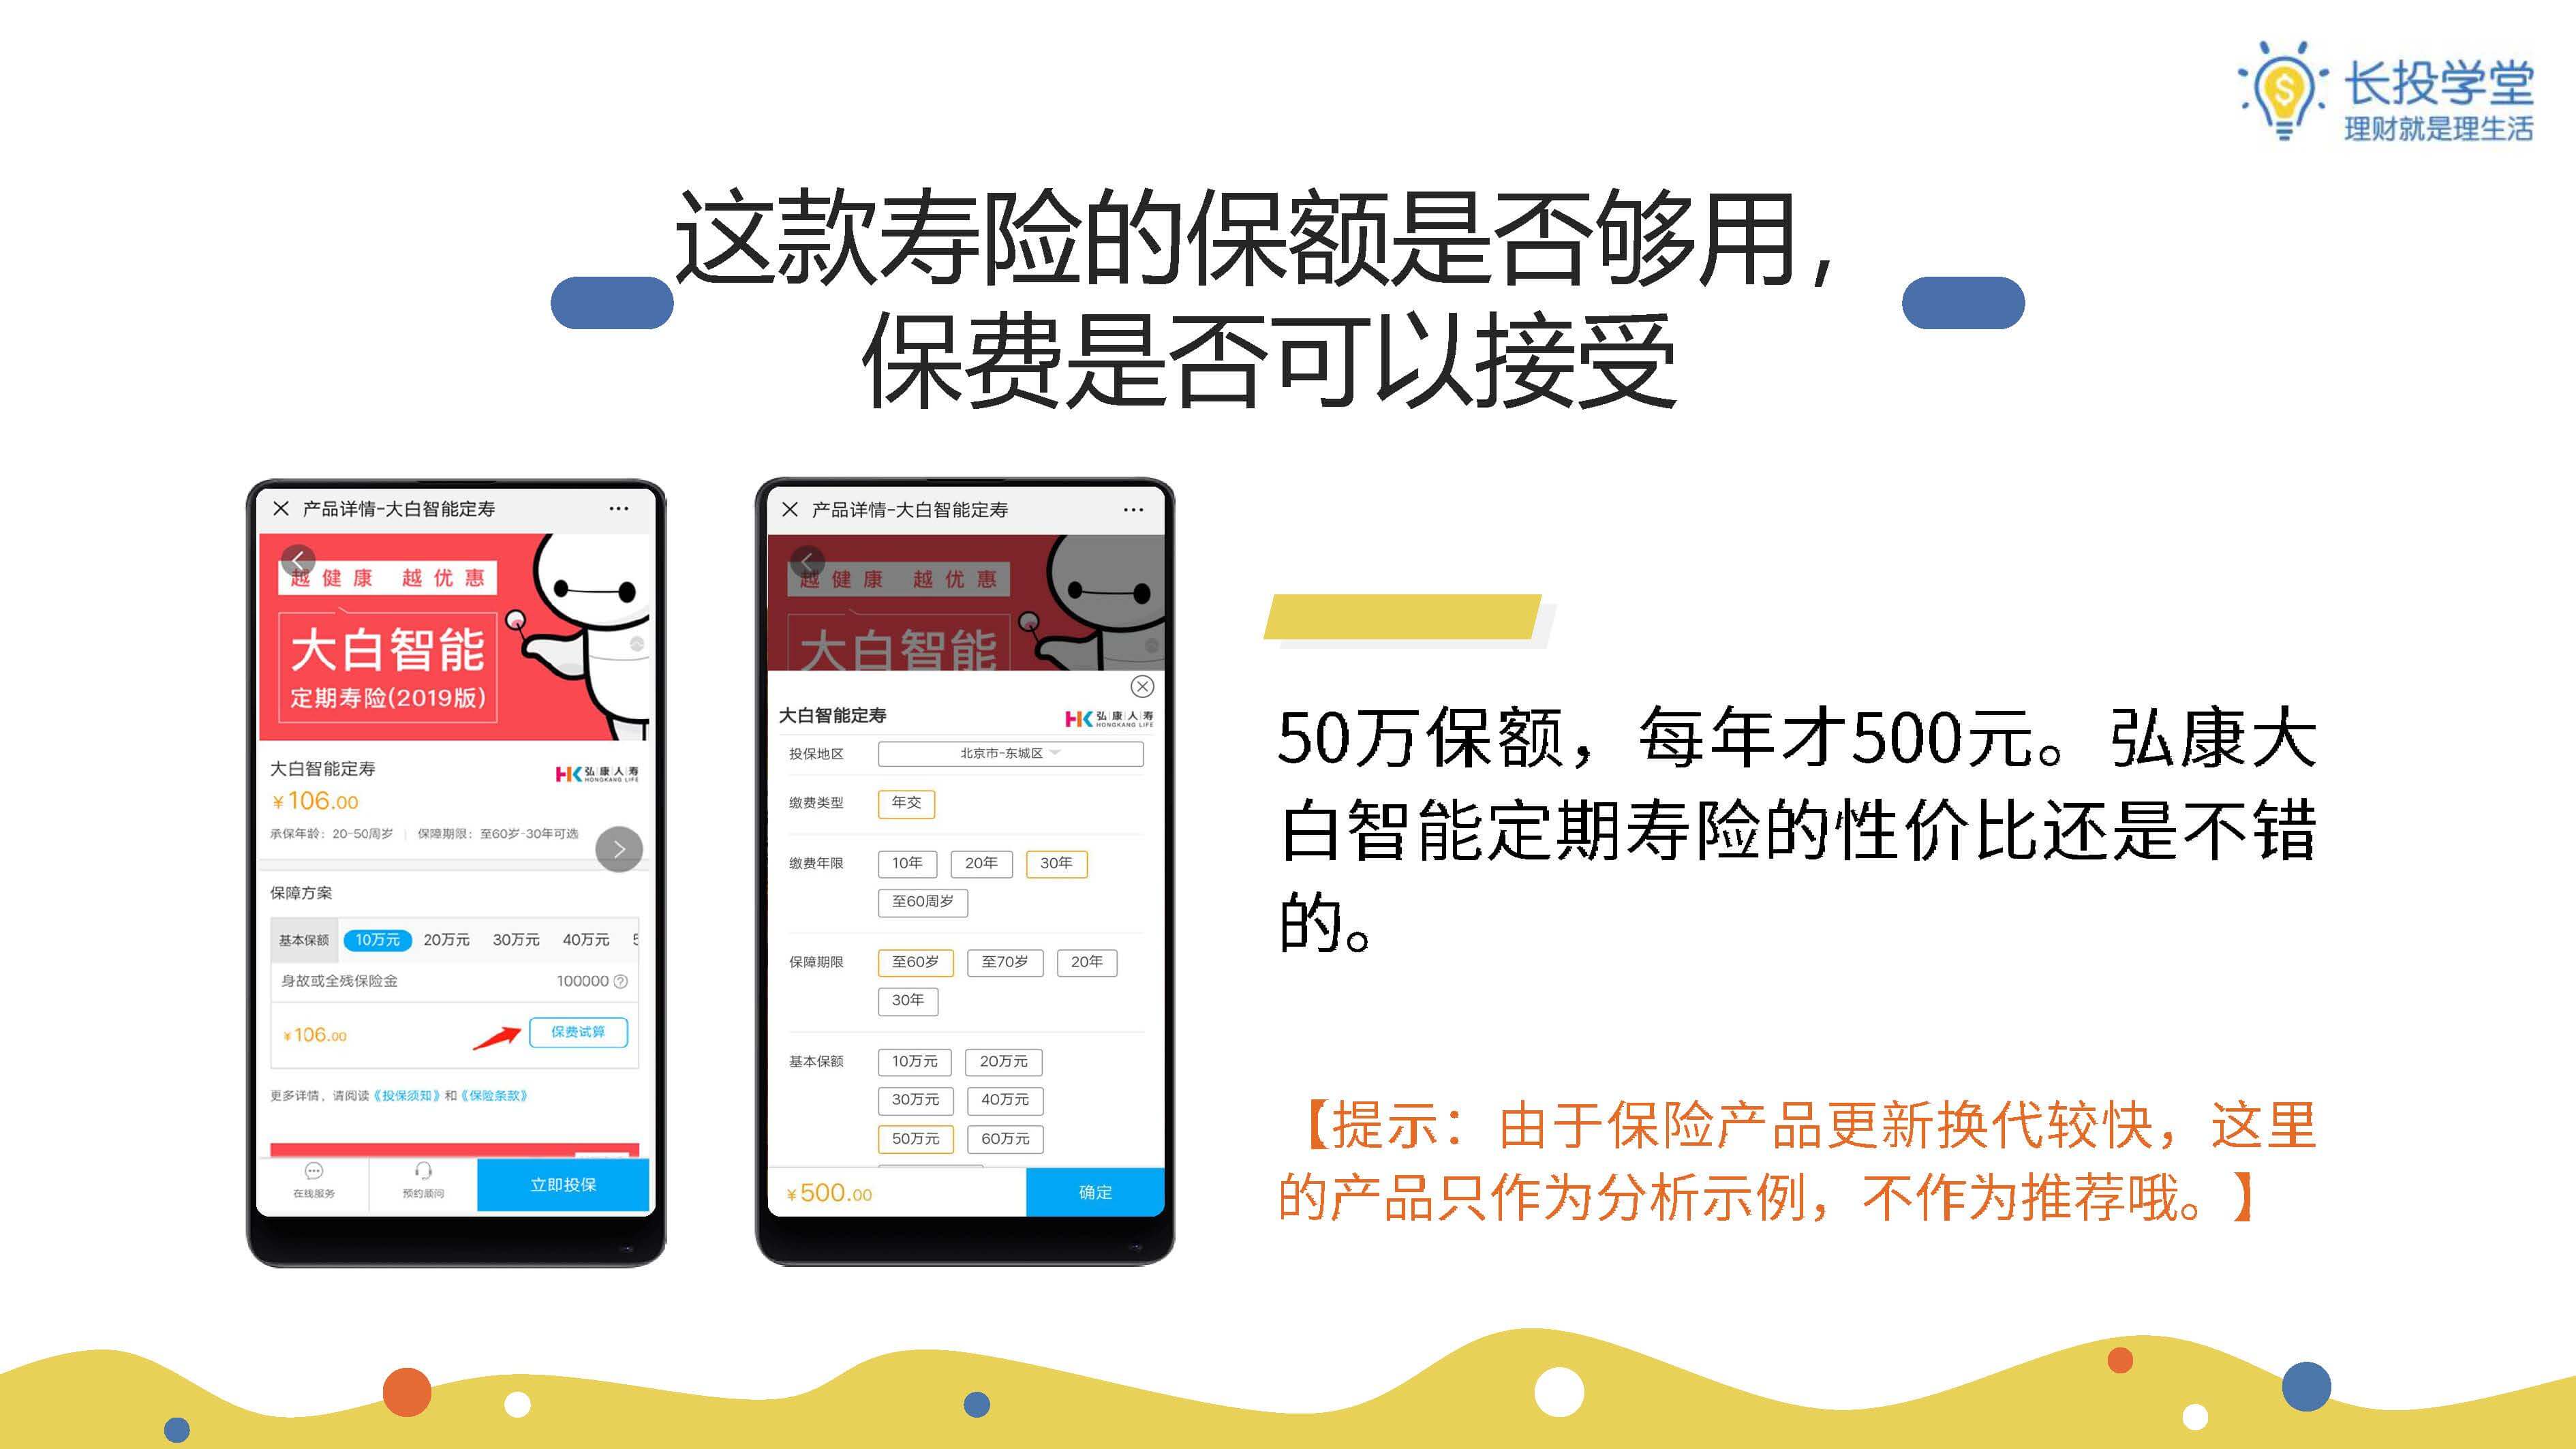 长投学堂
理财就是理生活
这款寿险的保额是否够用,
保费是否可以接受
产品详情-大白智能定寿
越健康 越优惠
大白智能
定期寿险(2019版)
大白智能定寿
HK 弘康人寿
HONGKANG LIFE
¥106.00
承保年龄：20-50周岁 | 保障期限：至60岁-30年可选
保障方案
基本保额 10万元 20万元 30万元 40万元 5
身故或全残保险金 100000
¥106.00 保费试算
更多详情，请阅读《投保须知》和《保险条款》
在线服务 预约顾问 立即投保
产品详情-大白智能定寿
越健康 越优惠
大白智能
大白智能定寿
HK 弘康人寿
HONGKANG LIFE
投保地区 北京市-东城区
缴费类型 年交
缴费年限 10年 20年 30年
至60周岁
保障期限 至60岁 至70岁 20年
30年
基本保额 10万元 20万元
30万元 40万元
50万元 60万元
¥500.00 确定
50万保额，每年才500元。弘康大
白智能定期寿险的性价比还是不错
的。
【提示：由于保险产品更新换代较快，这里
的产品只作为分析示例，不作为推荐哦。】